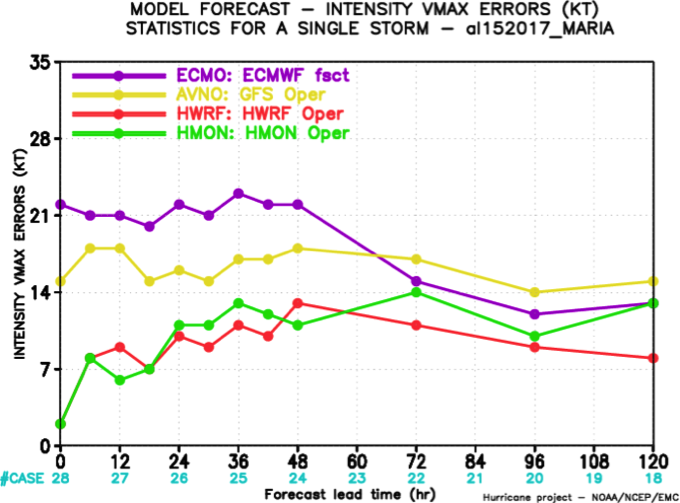 MODEL FORECAST – INTENSITY VMAX ERRORS (KT)
STATISTICS FOR A SINGLE STORM – al152017_MARIA
35
ECMO: ECMWF fsct
AVNO: GFS Oper
HWRF: HWRF Oper
HMON: HMON Oper
28
21
14
7
0
INTENSITY VMAX ERRORS (KT)
0 12 24 36 48 60 72 84 96 108 120
#CASE 28 27 26 25 24 23 22 21 20 19 18
Forecast lead time (hr)
Hurricane project – NOAA/NCEP/EMC